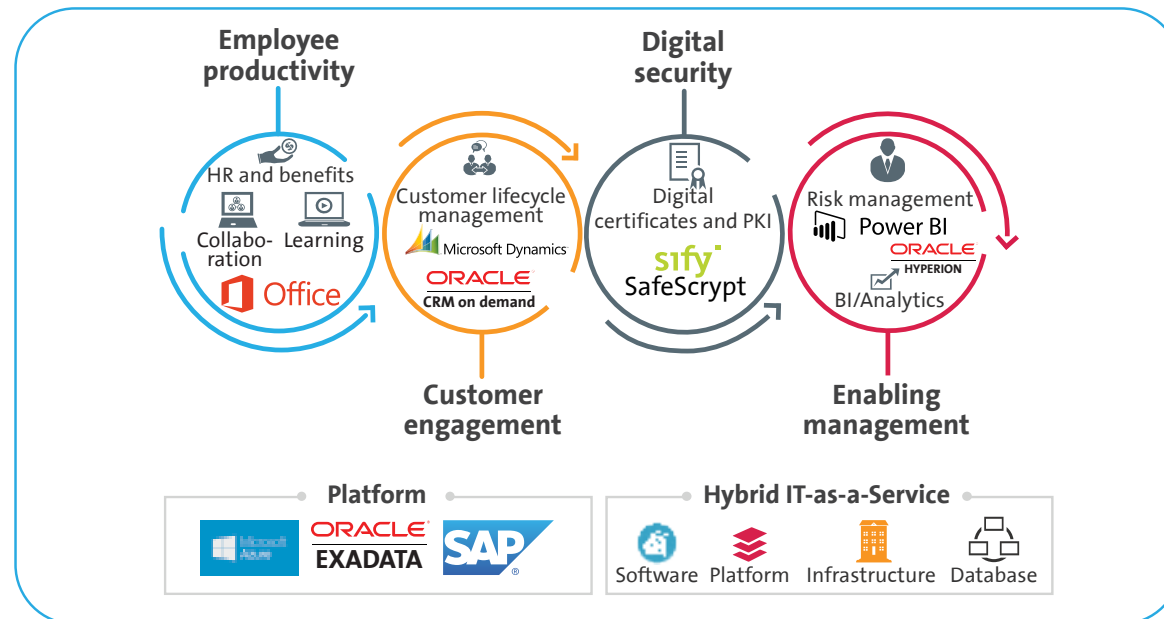 Employee
productivity
HR and benefits
Collabo-
ration
Learning
Office
Customer lifecycle
management
Microsoft Dynamics
ORACLE
CRM on demand
Customer
engagement
Digital
security
Digital
certificates and PKI
sify
SafeScrypt
Risk management
Power BI
ORACLE
HYPERION
BI/Analytics
Enabling
management
Platform
Microsoft
Azure
ORACLE
EXADATA
SAP
Hybrid IT-as-a-Service
Software
Platform
Infrastructure
Database